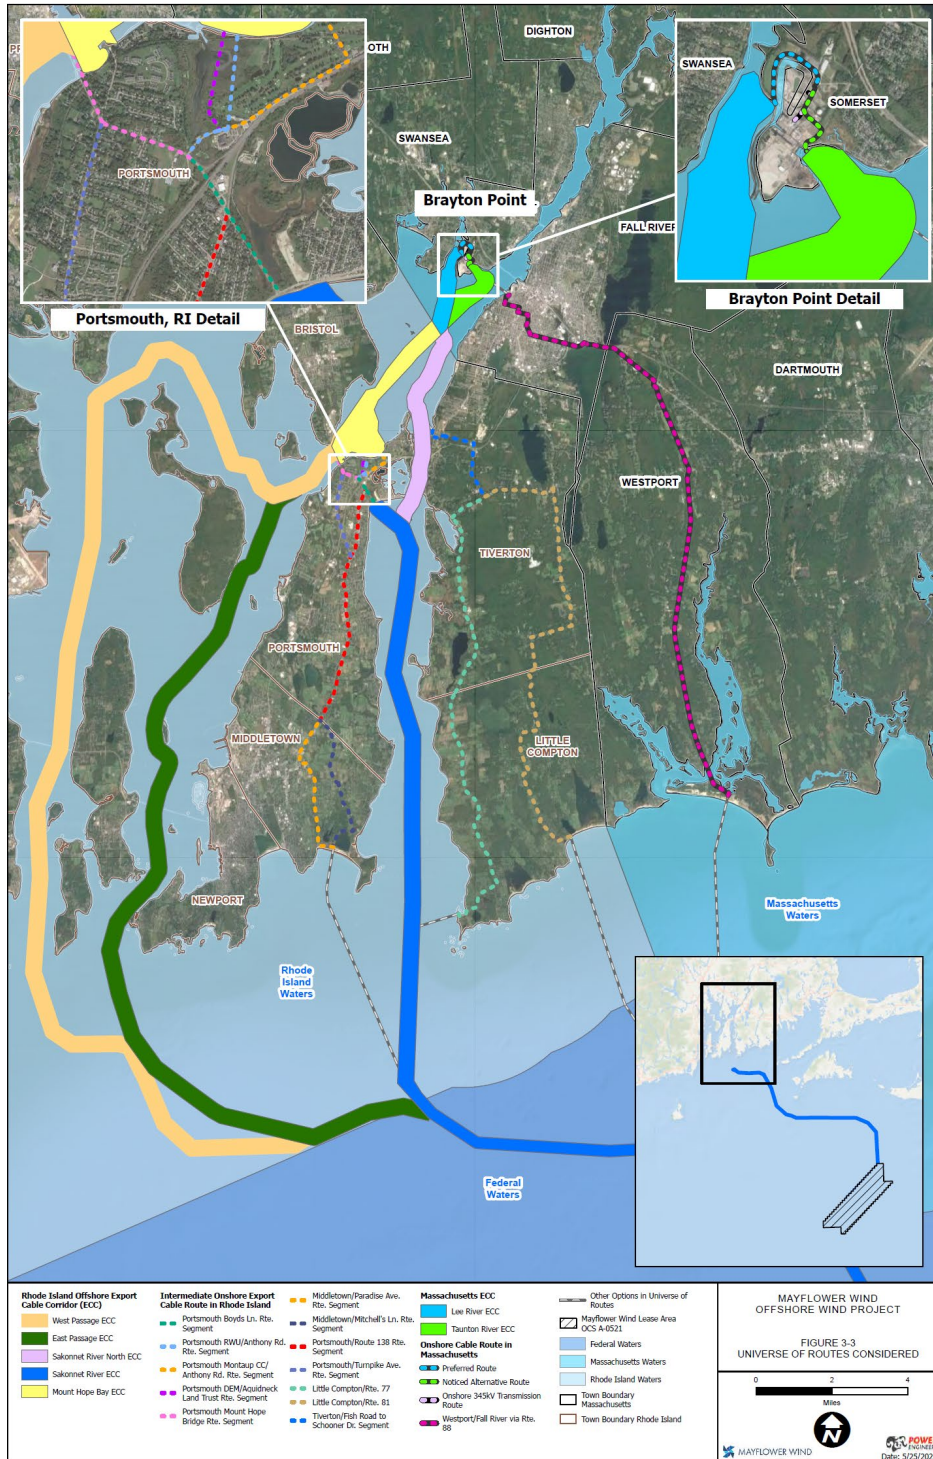 DIGHTON
OTH
SWANSEA
SWANSEA
SOMERSET
PORTSMOUTH
Brayton Point
FALL RIVER
Portsmouth, RI Detail
Brayton Point Detail
BRISTOL
DARTMOUTH
WESTPORT
TIVERTON
PORTSMOUTH
MIDDLETOWN
LITTLE
COMPTON
NEWPORT
Massachusetts
Waters
Rhode
Island
Waters
Federal
Waters
Rhode Island Offshore Export
Cable Corridor (ECC)
West Passage ECC
East Passage ECC
Sakonnet River North ECC
Sakonnet River ECC
Mount Hope Bay ECC
Intermediate Onshore Export
Cable Route in Rhode Island
Portsmouth Boyds Ln. Rte.
Segment
Portsmouth RWU/Anthony Rd.
Rte. Segment
Portsmouth Montaup CC/
Anthony Rd. Rte. Segment
Portsmouth DEM/Aquidneck
Land Trust Rte. Segment
Portsmouth Mount Hope
Bridge Rte. Segment
Middletown/Paradise Ave.
Rte. Segment
Middletown/Mitchell's Ln. Rte.
Segment
Portsmouth/Route 138 Rte.
Segment
Portsmouth/Turnpike Ave.
Rte. Segment
Little Compton/Rte. 77
Little Compton/Rte. 81
Tiverton/Fish Road to
Schooner Dr. Segment
Massachusetts ECC
Lee River ECC
Taunton River ECC
Onshore Cable Route in
Massachusetts
Preferred Route
Noticed Alternative Route
Onshore 345kV Transmission
Route
Westport/Fall River via Rte.
88
Other Options in Universe of
Routes
Mayflower Wind Lease Area
OCS A-0521
Federal Waters
Massachusetts Waters
Rhode Island Waters
Town Boundary
Massachusetts
Town Boundary Rhode Island
MAYFLOWER WIND
OFFSHORE WIND PROJECT
FIGURE 3-3
UNIVERSE OF ROUTES CONSIDERED
0 2 4
Miles
N
MAYFLOWER WIND
POWE
ENGINEE
Date: 5/25/202